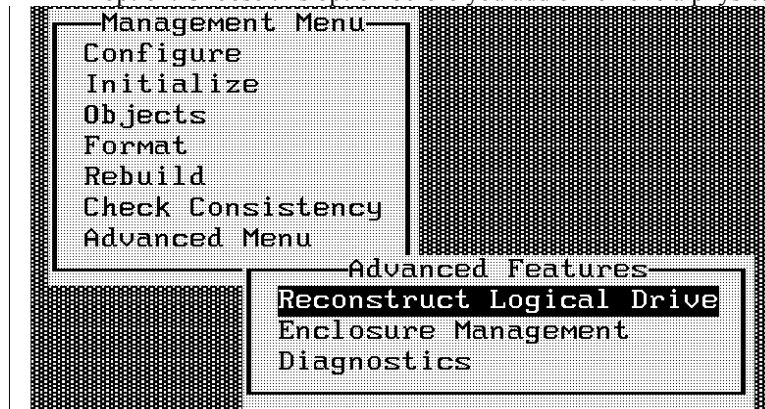 Management Menu
Configure
Initialize
Objects
Format
Rebuild
Check Consistency
Advanced Menu
Advanced Features
Reconstruct Logical Drive
Enclosure Management
Diagnostics